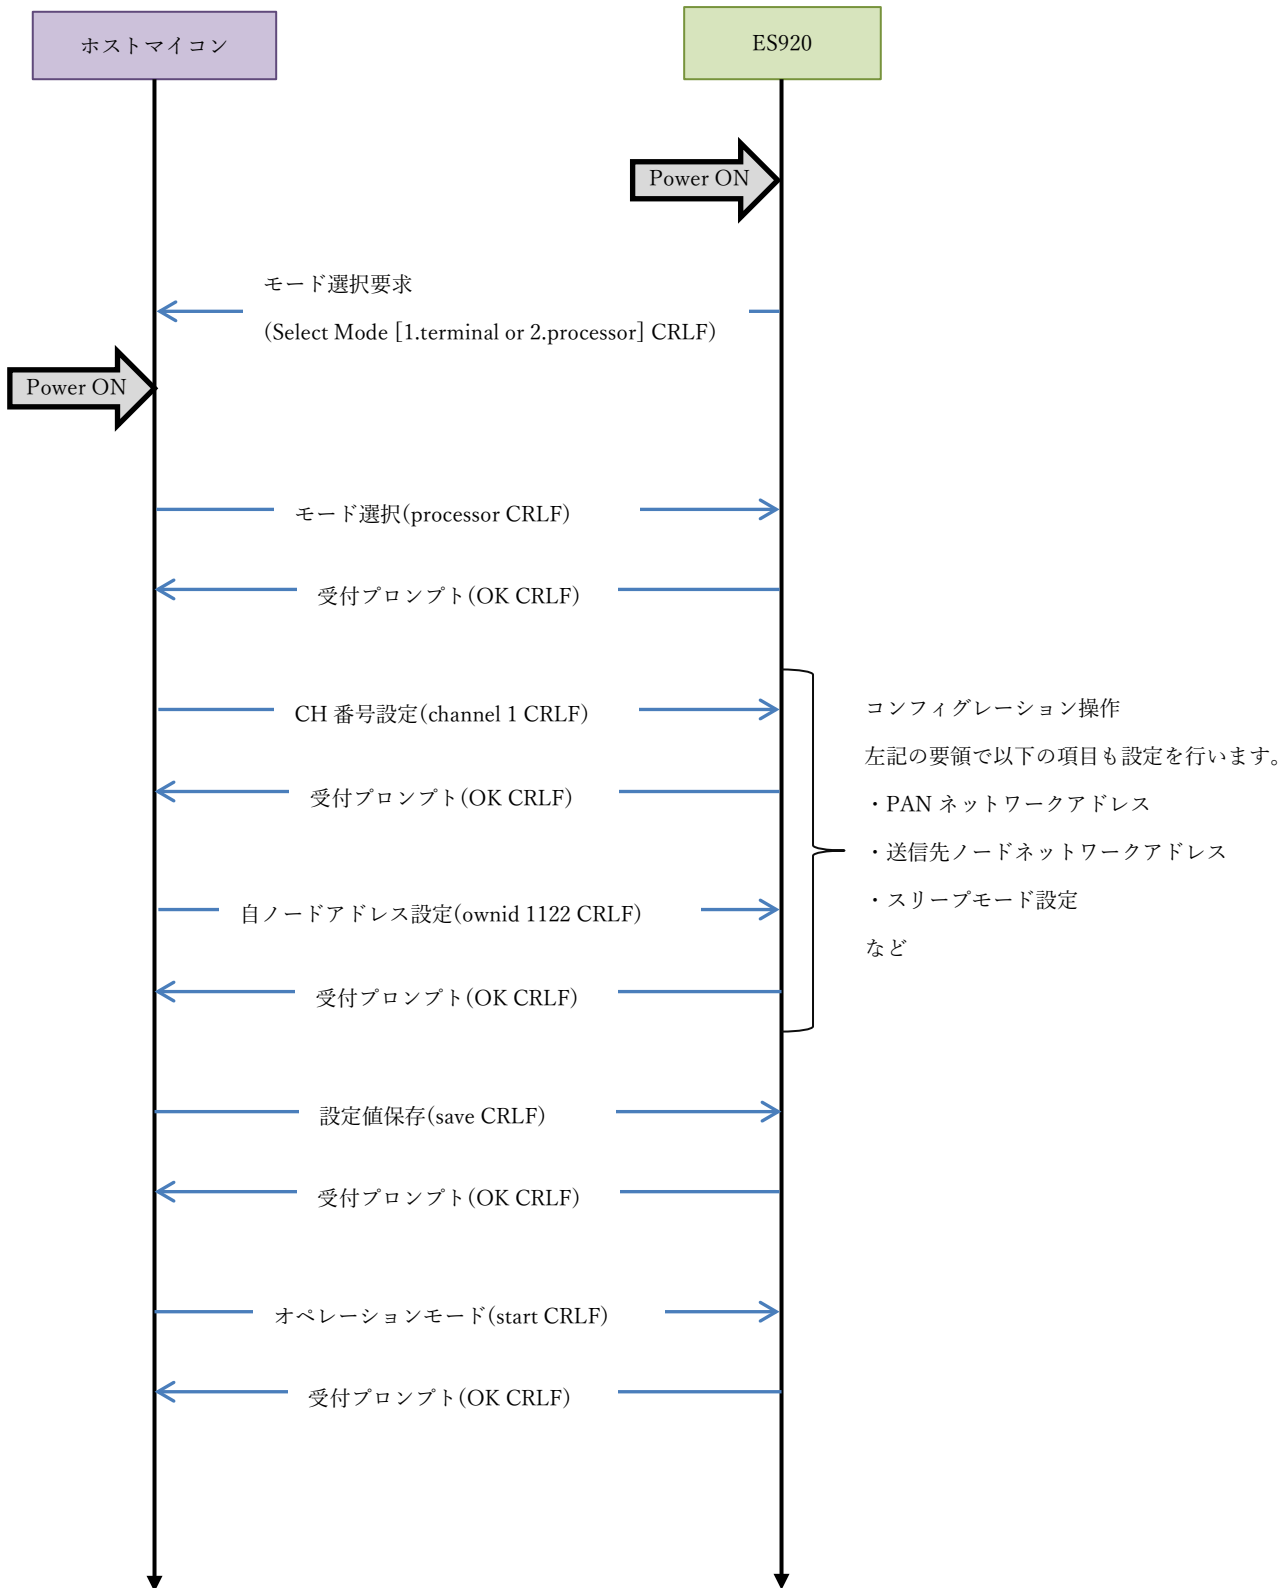 ホストマイコン
ES920
Power ON
モード選択要求
(Select Mode [1.terminal or 2.processor] CRLF)
Power ON
モード選択(processor CRLF)
受付プロンプト(OK CRLF)
CH 番号設定(channel 1 CRLF)
受付プロンプト(OK CRLF)
自ノードアドレス設定(ownid 1122 CRLF)
受付プロンプト(OK CRLF)
コンフィグレーション操作
左記の要領で以下の項目も設定を行います。
・PAN ネットワークアドレス
・送信先ノードネットワークアドレス
・スリープモード設定
など
設定値保存(save CRLF)
受付プロンプト(OK CRLF)
オペレーションモード(start CRLF)
受付プロンプト(OK CRLF)